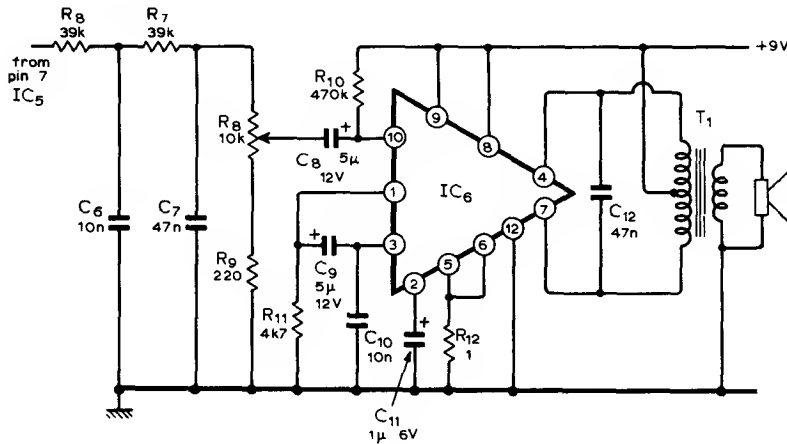 R8
39k
R7
39k
from
pin 7
IC5
+9V
R10
470k
R8
10k
C8
+
5μ
12V
10
9
8
4
T1
1
IC6
7
C6
10n
C7
47n
R9
220
+
C9
5μ
12V
3
2
5
6
12
C12
47n
R11
4k7
C10
10n
+
R12
1
C11
1μ 6V